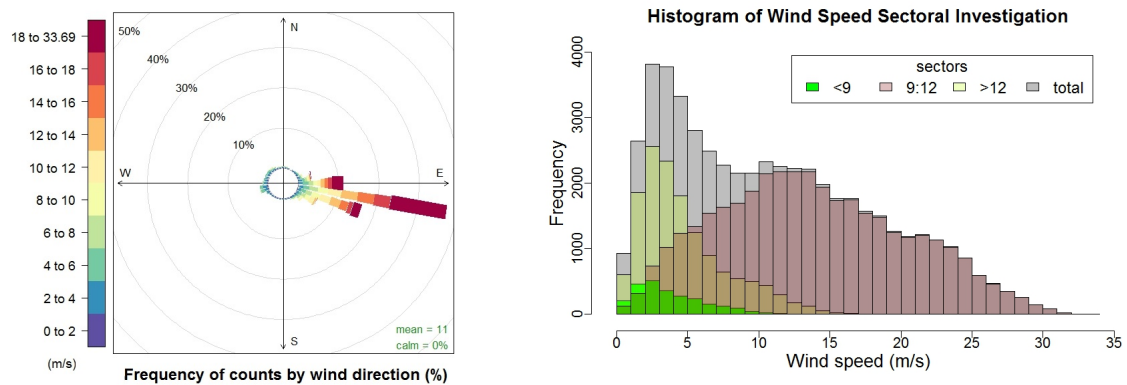 18 to 33.69
16 to 18
14 to 16
12 to 14
10 to 12
8 to 10
6 to 8
4 to 6
2 to 4
0 to 2
(m/s)
50%
40%
30%
20%
10%
N
W
E
S
mean = 11
calm = 0%
Frequency of counts by wind direction (%)
Histogram of Wind Speed Sectoral Investigation
sectors
<9 9:12 >12 total
Frequency
4000
3000
2000
1000
0
0 5 10 15 20 25 30 35
Wind speed (m/s)